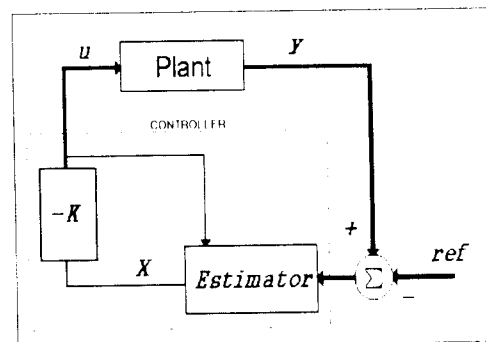 u
Plant
y
CONTROLLER
-K
X
Estimator
+
Σ
ref
-